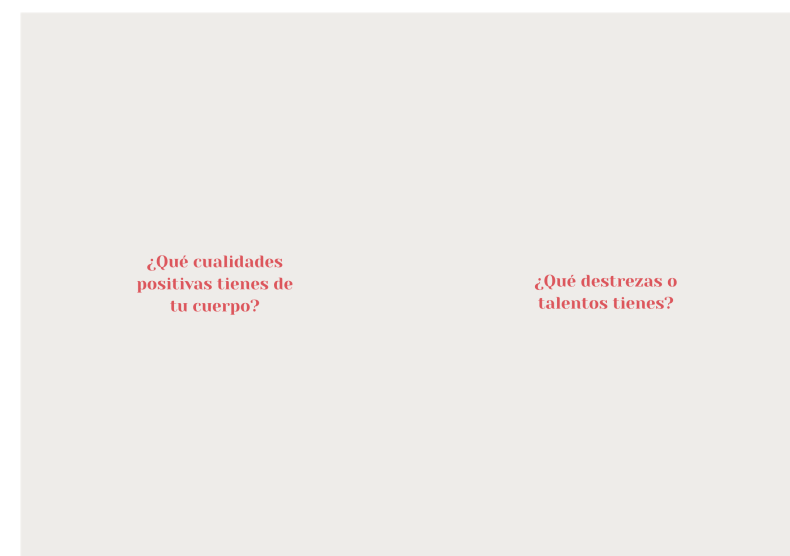 ¿Qué cualidades
positivas tienes de
tu cuerpo?
¿Qué destrezas o
talentos tienes?